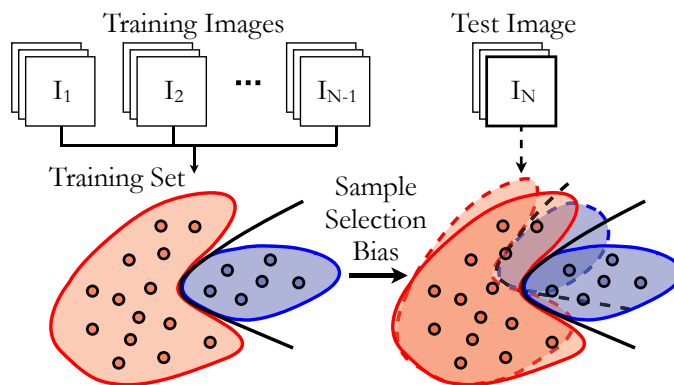 Training Images
Test Image
I1
I2
...
IN-1
IN
Training Set
Sample
Selection
Bias